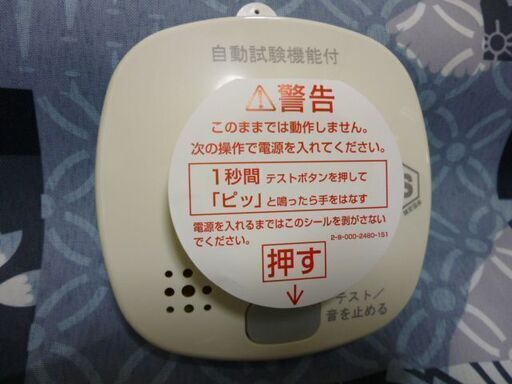 自動試験機能付
⚠警告
このままでは動作しません。
次の操作で電源を入れてください。
1秒間 テストボタンを押して
「ピッ」と鳴ったら手をはなす
電源を入れるまではこのシールを剥がさない
でください。
2-9-000-2460-151
押す
↓
テスト/
音を止める
S